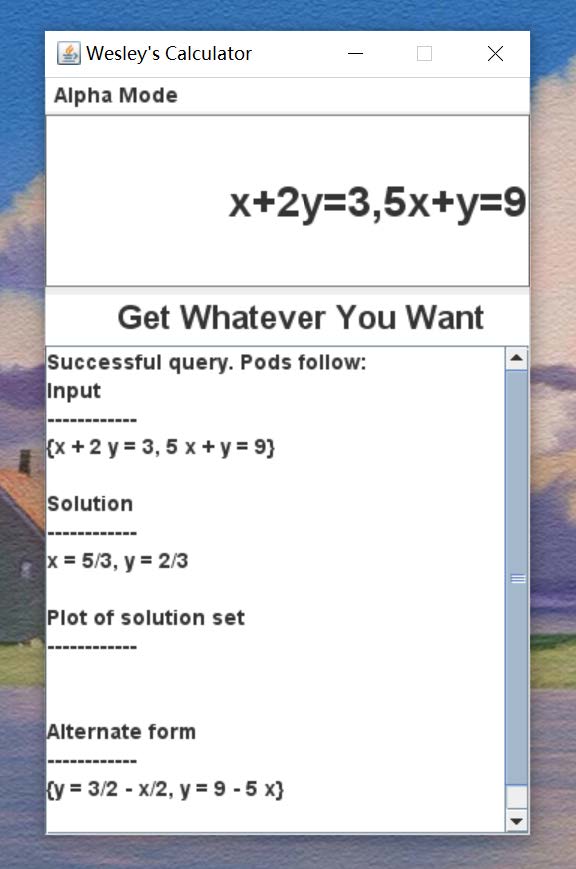 Wesley's Calculator
Alpha Mode
x+2y=3,5x+y=9
Get Whatever You Want
Successful query. Pods follow:
Input
------------
{x + 2 y = 3, 5 x + y = 9}
Solution
------------
x = 5/3, y = 2/3
Plot of solution set
------------
Alternate form
------------
{y = 3/2 - x/2, y = 9 - 5 x}